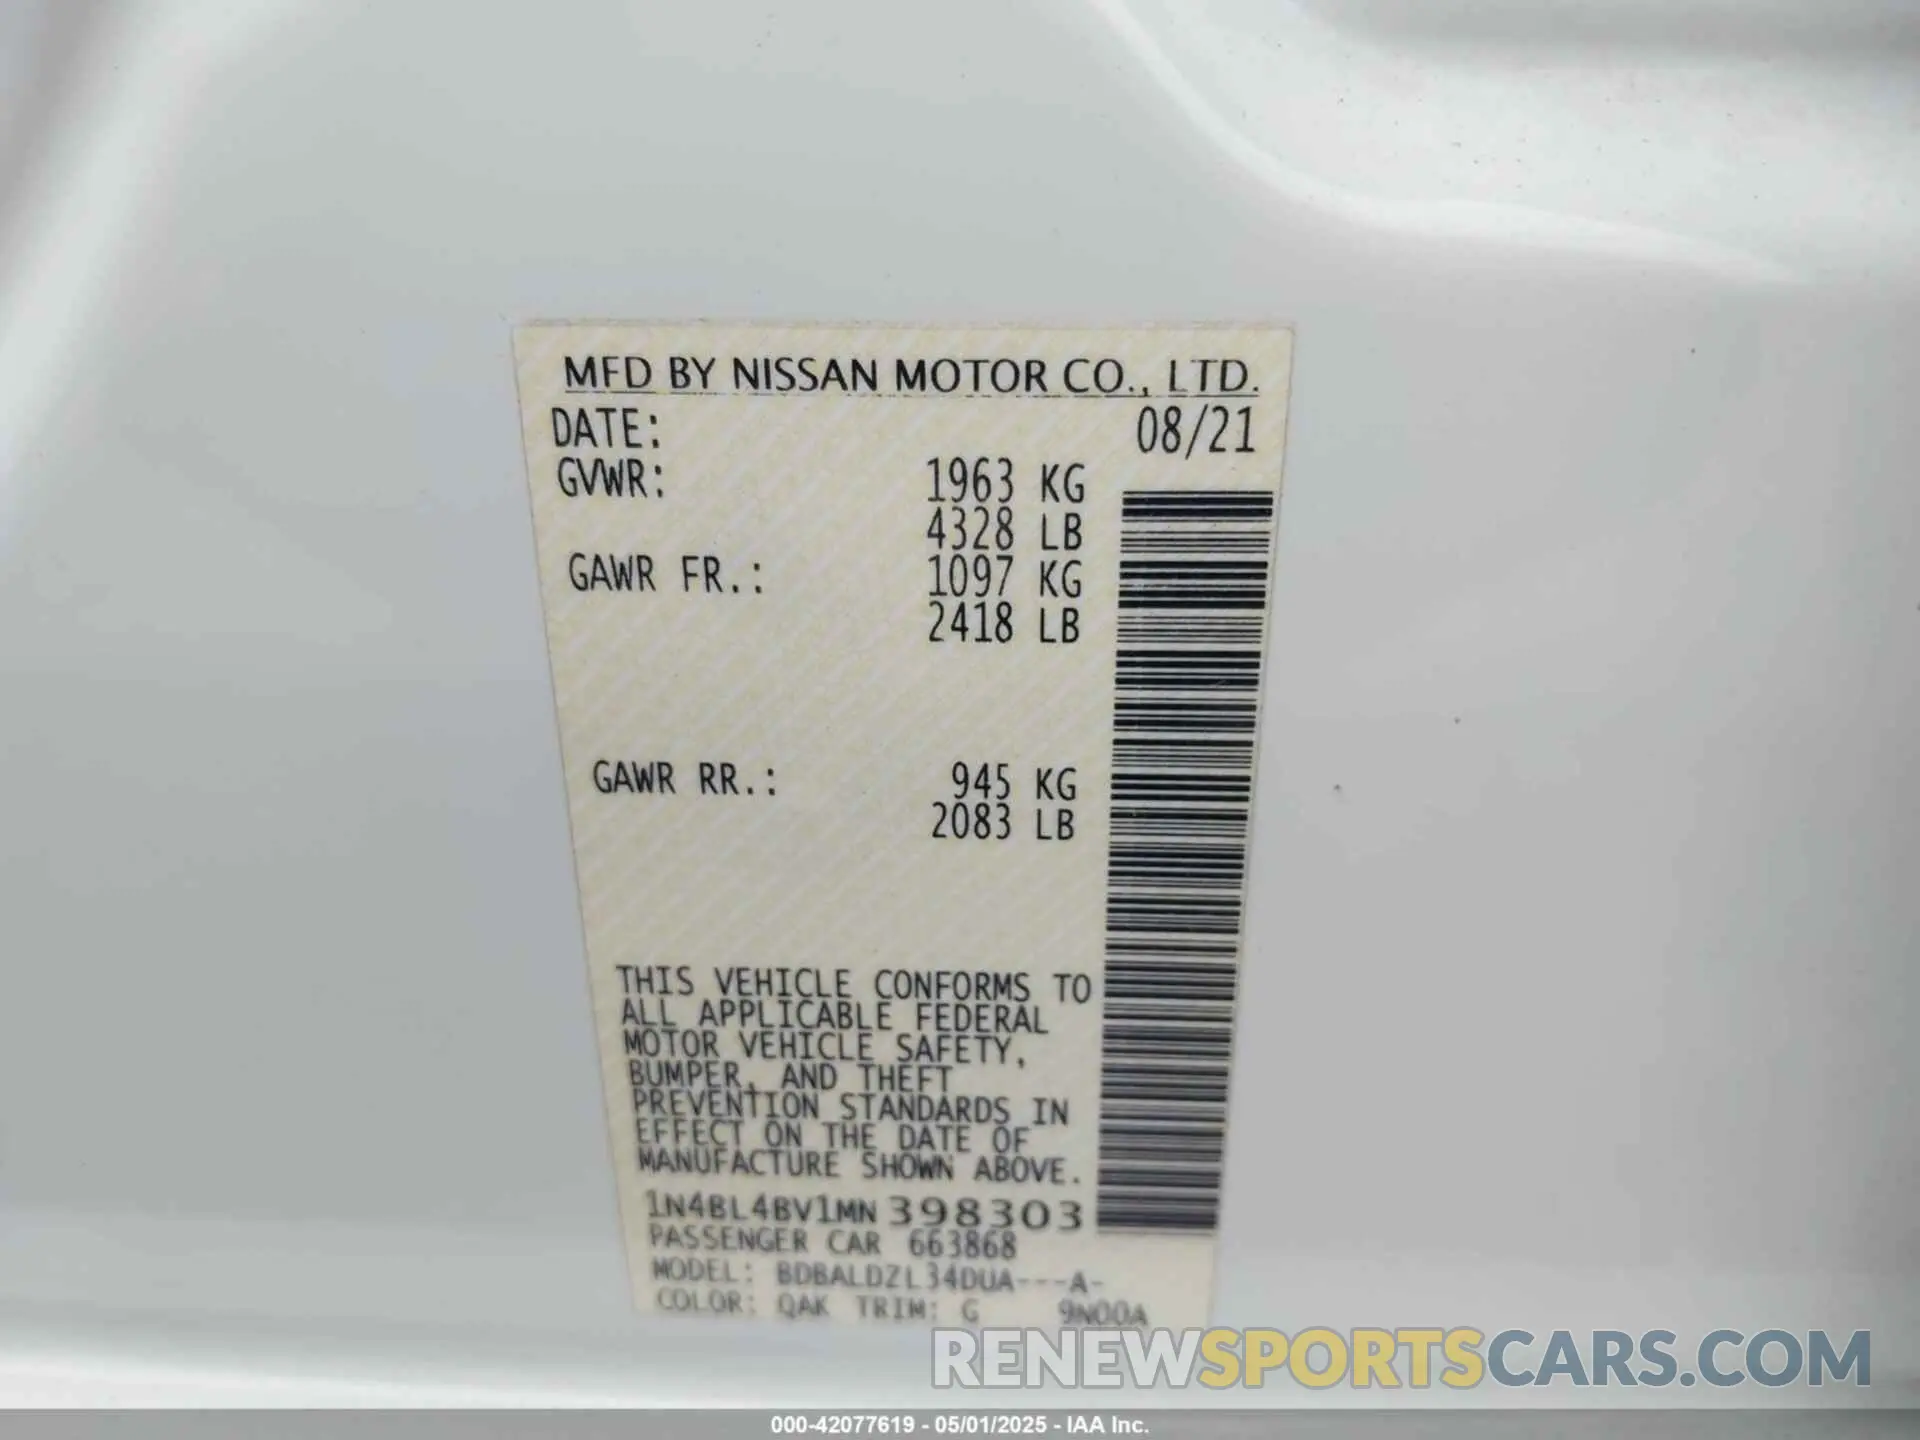 MFD BY NISSAN MOTOR CO., LTD.
DATE: 08/21
GVWR: 1963 KG
4328 LB
GAWR FR.: 1097 KG
2418 LB
GAWR RR.: 945 KG
2083 LB
THIS VEHICLE CONFORMS TO
ALL APPLICABLE FEDERAL
MOTOR VEHICLE SAFETY,
BUMPER, AND THEFT
PREVENTION STANDARDS IN
EFFECT ON THE DATE OF
MANUFACTURE SHOWN ABOVE.
1N4BL4BV1MN398303
PASSENGER CAR 663868
MODEL: BDBALDZL34DUA---A-
COLOR: QAK TRIM: G 9N00A
RENEWSPORTSCARS.COM
000-42077619 - 05/01/2025 - IAA Inc.